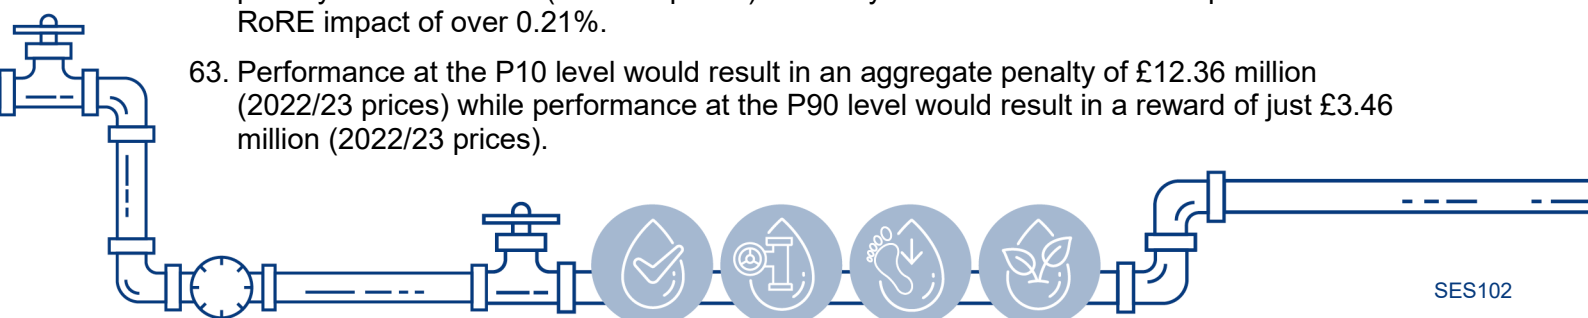 RoRE impact of over 0.21%.
63. Performance at the P10 level would result in an aggregate penalty of £12.36 million
(2022/23 prices) while performance at the P90 level would result in a reward of just £3.46
million (2022/23 prices).
SES102